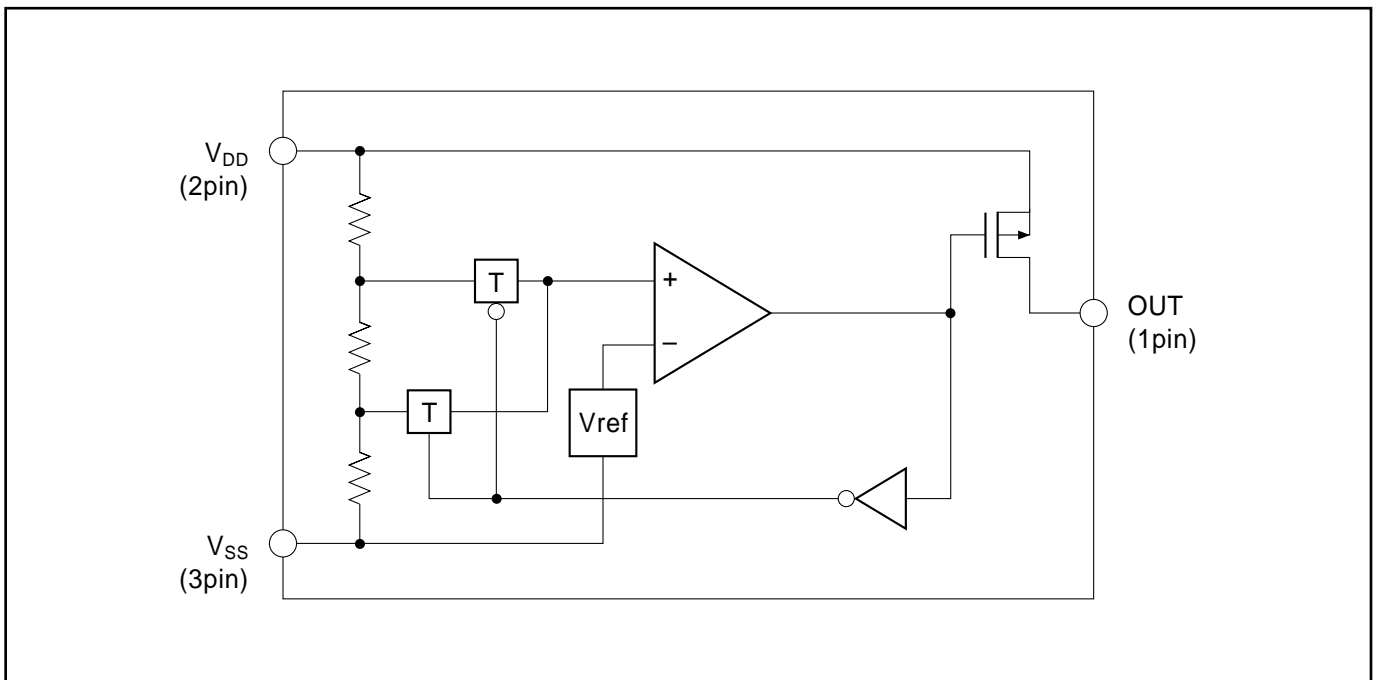 VDD
(2pin)
T
+
−
T
Vref
OUT
(1pin)
VSS
(3pin)